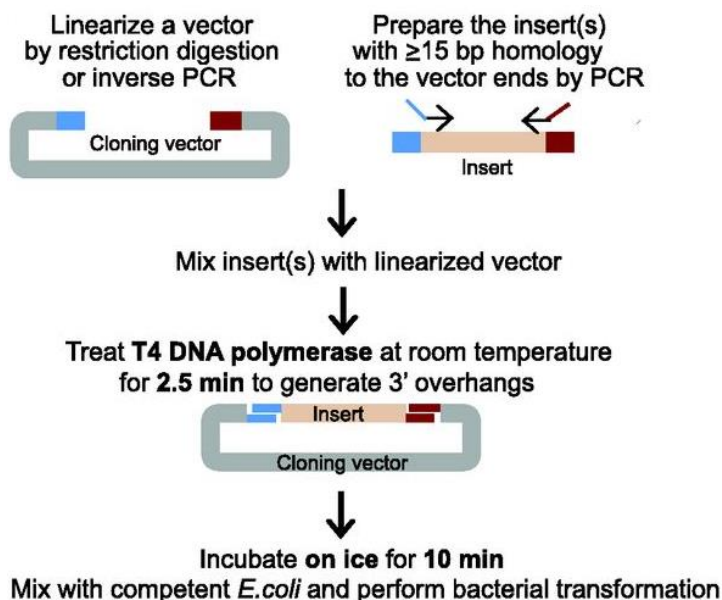 Linearize a vector
by restriction digestion
or inverse PCR
Cloning vector
Prepare the insert(s)
with ≥15 bp homology
to the vector ends by PCR
Insert
Mix insert(s) with linearized vector
Treat T4 DNA polymerase at room temperature
for 2.5 min to generate 3' overhangs
Insert
Cloning vector
Incubate on ice for 10 min
Mix with competent E.coli and perform bacterial transformation